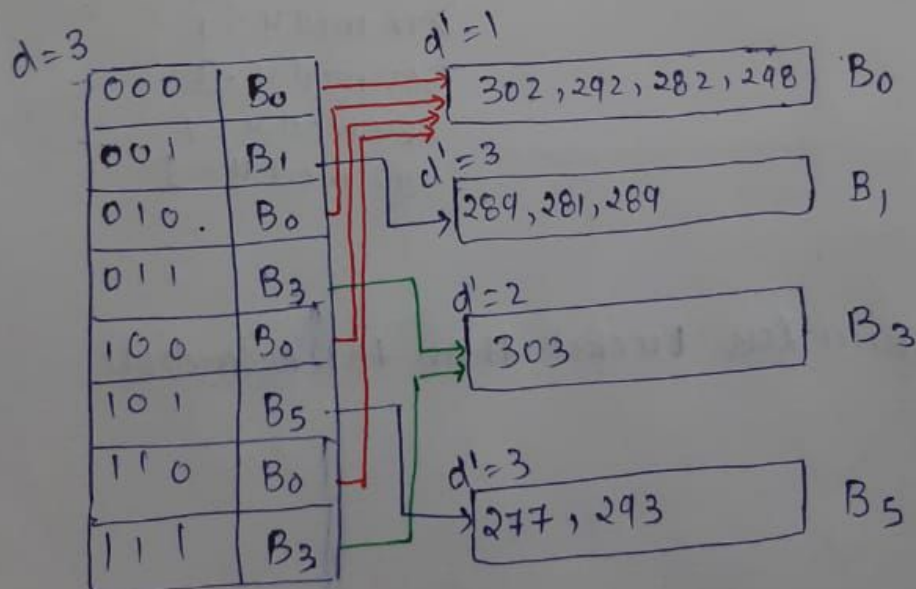 d=3
000 B0
001 B1
010. B0
011 B3
100 B0
101 B5
110 B0
111 B3
d'=1
302, 292, 282, 298 B0
d'=3
289, 281, 289 B1
d'=2
303 B3
d'=3
277, 293 B5